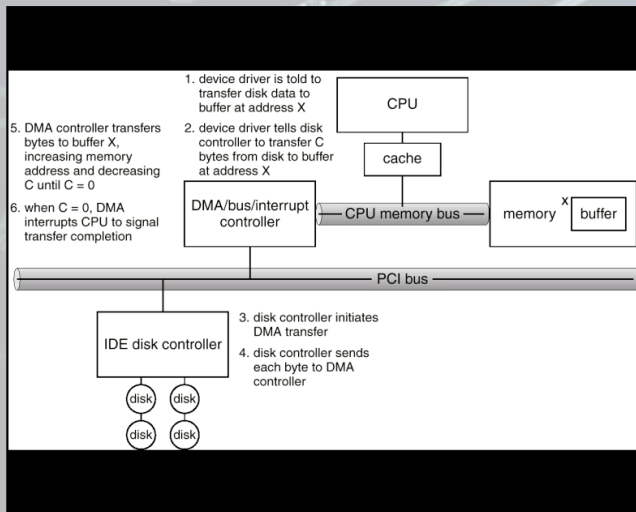 1. device driver is told to
transfer disk data to
buffer at address X
2. device driver tells disk
controller to transfer C
bytes from disk to buffer
at address X
5. DMA controller transfers
bytes to buffer X,
increasing memory
address and decreasing
C until C = 0
6. when C = 0, DMA
interrupts CPU to signal
transfer completion
CPU
cache
DMA/bus/interrupt
controller
CPU memory bus
memory
X
buffer
PCI bus
IDE disk controller
3. disk controller initiates
DMA transfer
4. disk controller sends
each byte to DMA
controller
disk
disk
disk
disk